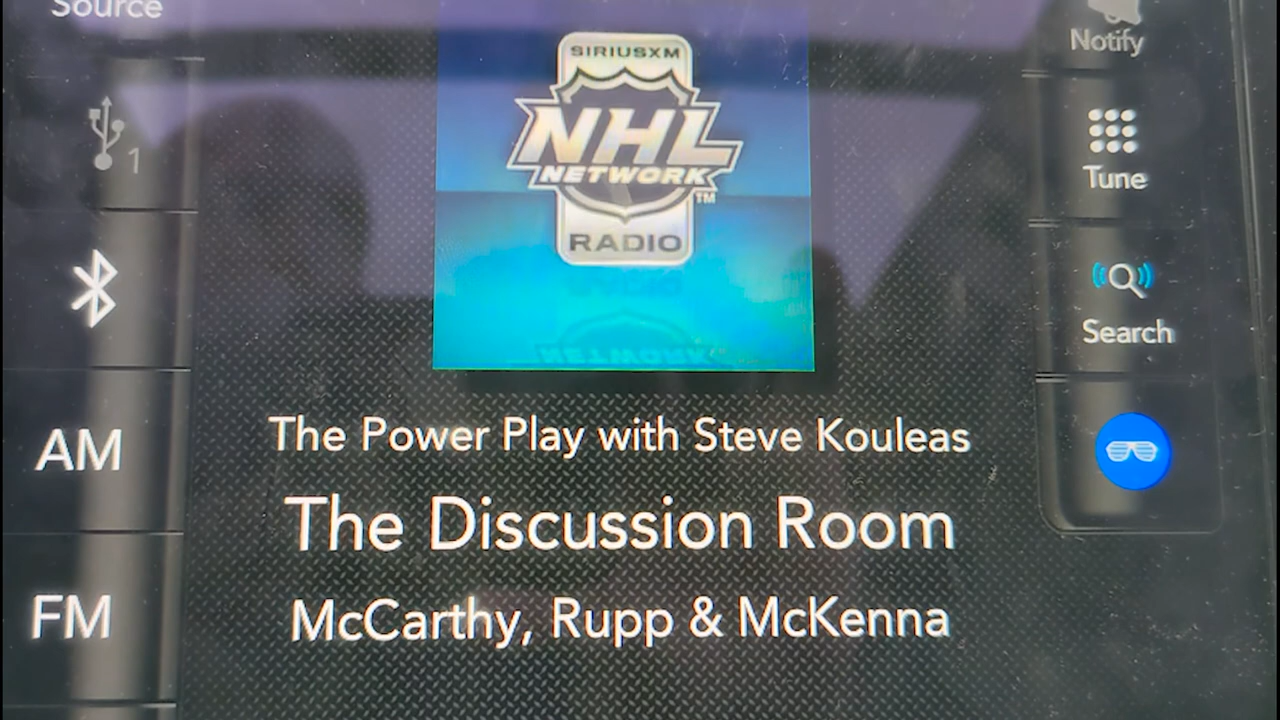 Source
SIRIUSXM
NHL
NETWORK
TM
RADIO
1
AM
FM
Notify
Tune
Search
The Power Play with Steve Kouleas
The Discussion Room
McCarthy, Rupp & McKenna